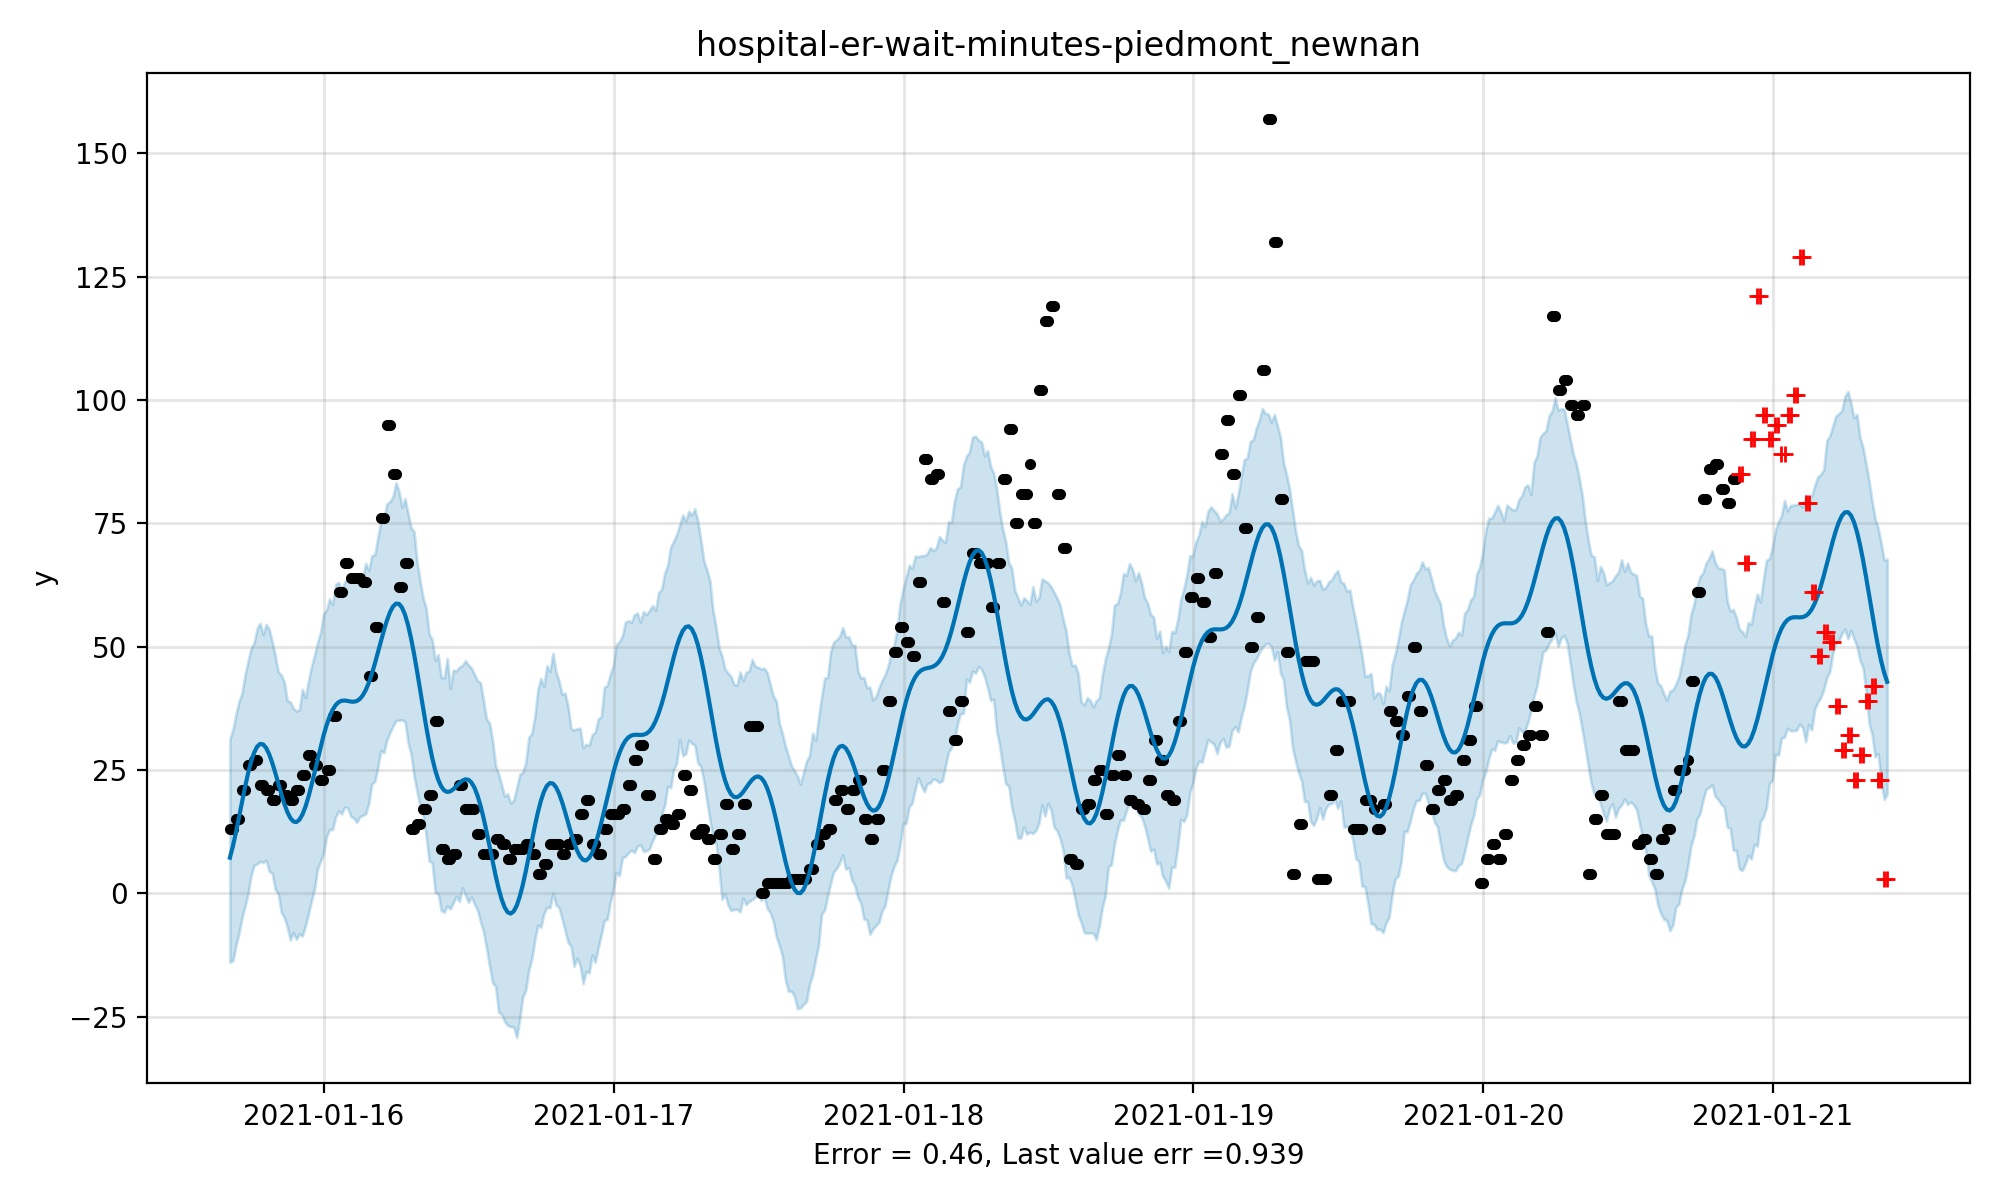 hospital-er-wait-minutes-piedmont_newnan
150
125
100
75
50
25
0
−25
y
2021-01-16 2021-01-17 2021-01-18 2021-01-19 2021-01-20 2021-01-21
Error = 0.46, Last value err =0.939